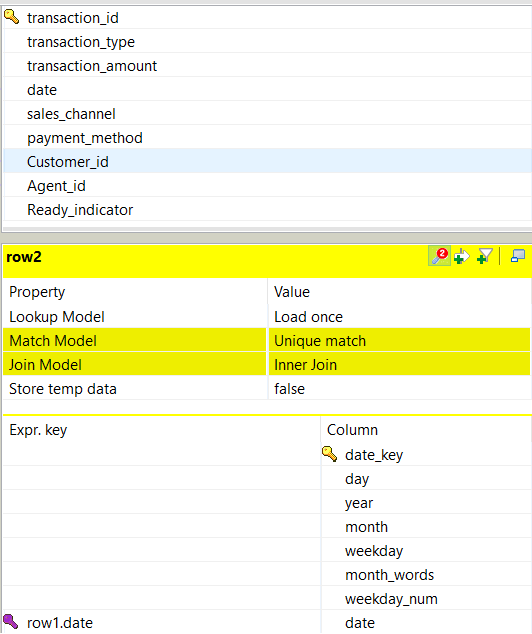 transaction_id
transaction_type
transaction_amount
date
sales_channel
payment_method
Customer_id
Agent_id
Ready_indicator
row2 2
Property Value
Lookup Model Load once
Match Model Unique match
Join Model Inner Join
Store temp data false
Expr. key Column
date_key
day
year
month
weekday
month_words
weekday_num
row1.date date